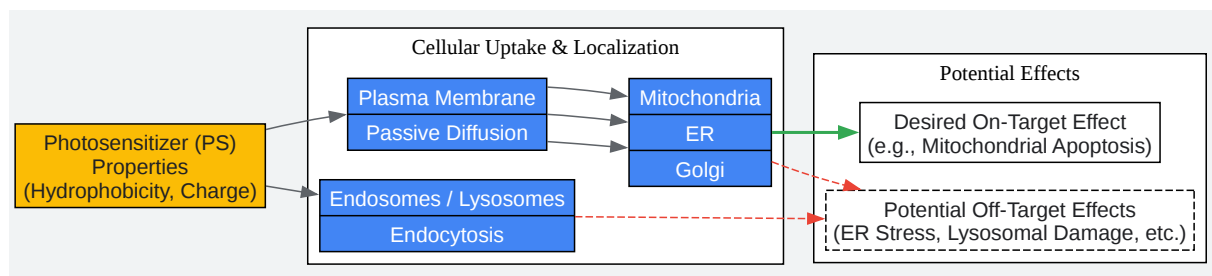 Cellular Uptake & Localization
Potential Effects
Photosensitizer (PS)
Properties
(Hydrophobicity, Charge)
Plasma Membrane
Passive Diffusion
Endosomes / Lysosomes
Endocytosis
Mitochondria
ER
Golgi
Desired On-Target Effect
(e.g., Mitochondrial Apoptosis)
Potential Off-Target Effects
(ER Stress, Lysosomal Damage, etc.)